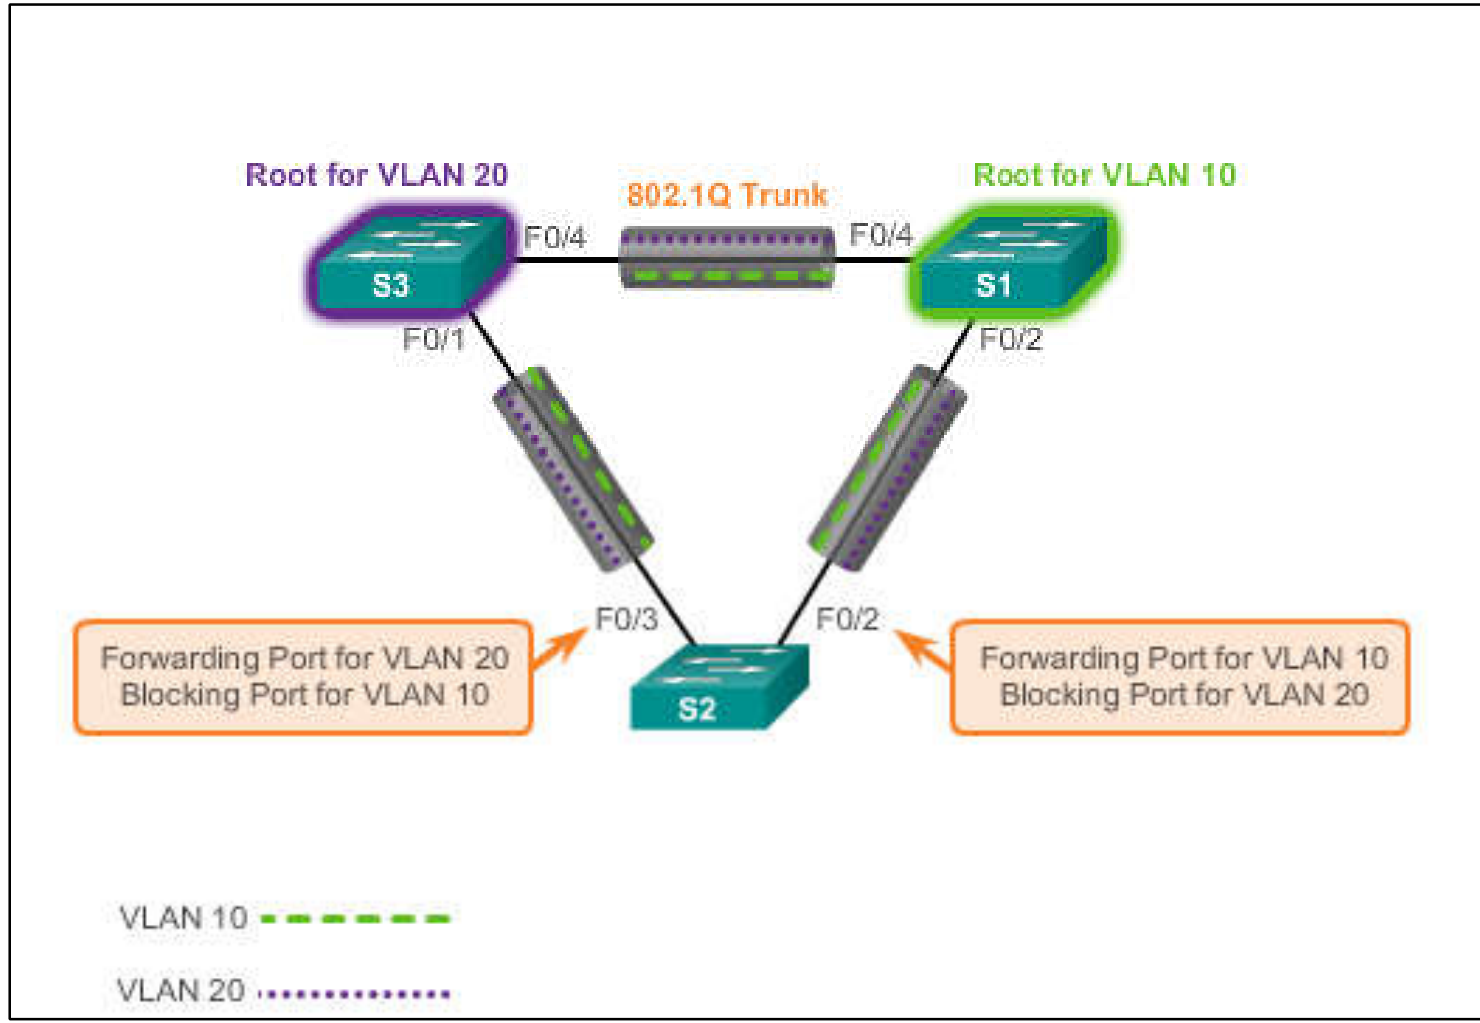 Root for VLAN 20
802.1Q Trunk
Root for VLAN 10
F0/4
F0/4
S3
S1
F0/1
F0/2
F0/3
F0/2
Forwarding Port for VLAN 20
Blocking Port for VLAN 10
Forwarding Port for VLAN 10
Blocking Port for VLAN 20
S2
VLAN 10
VLAN 20